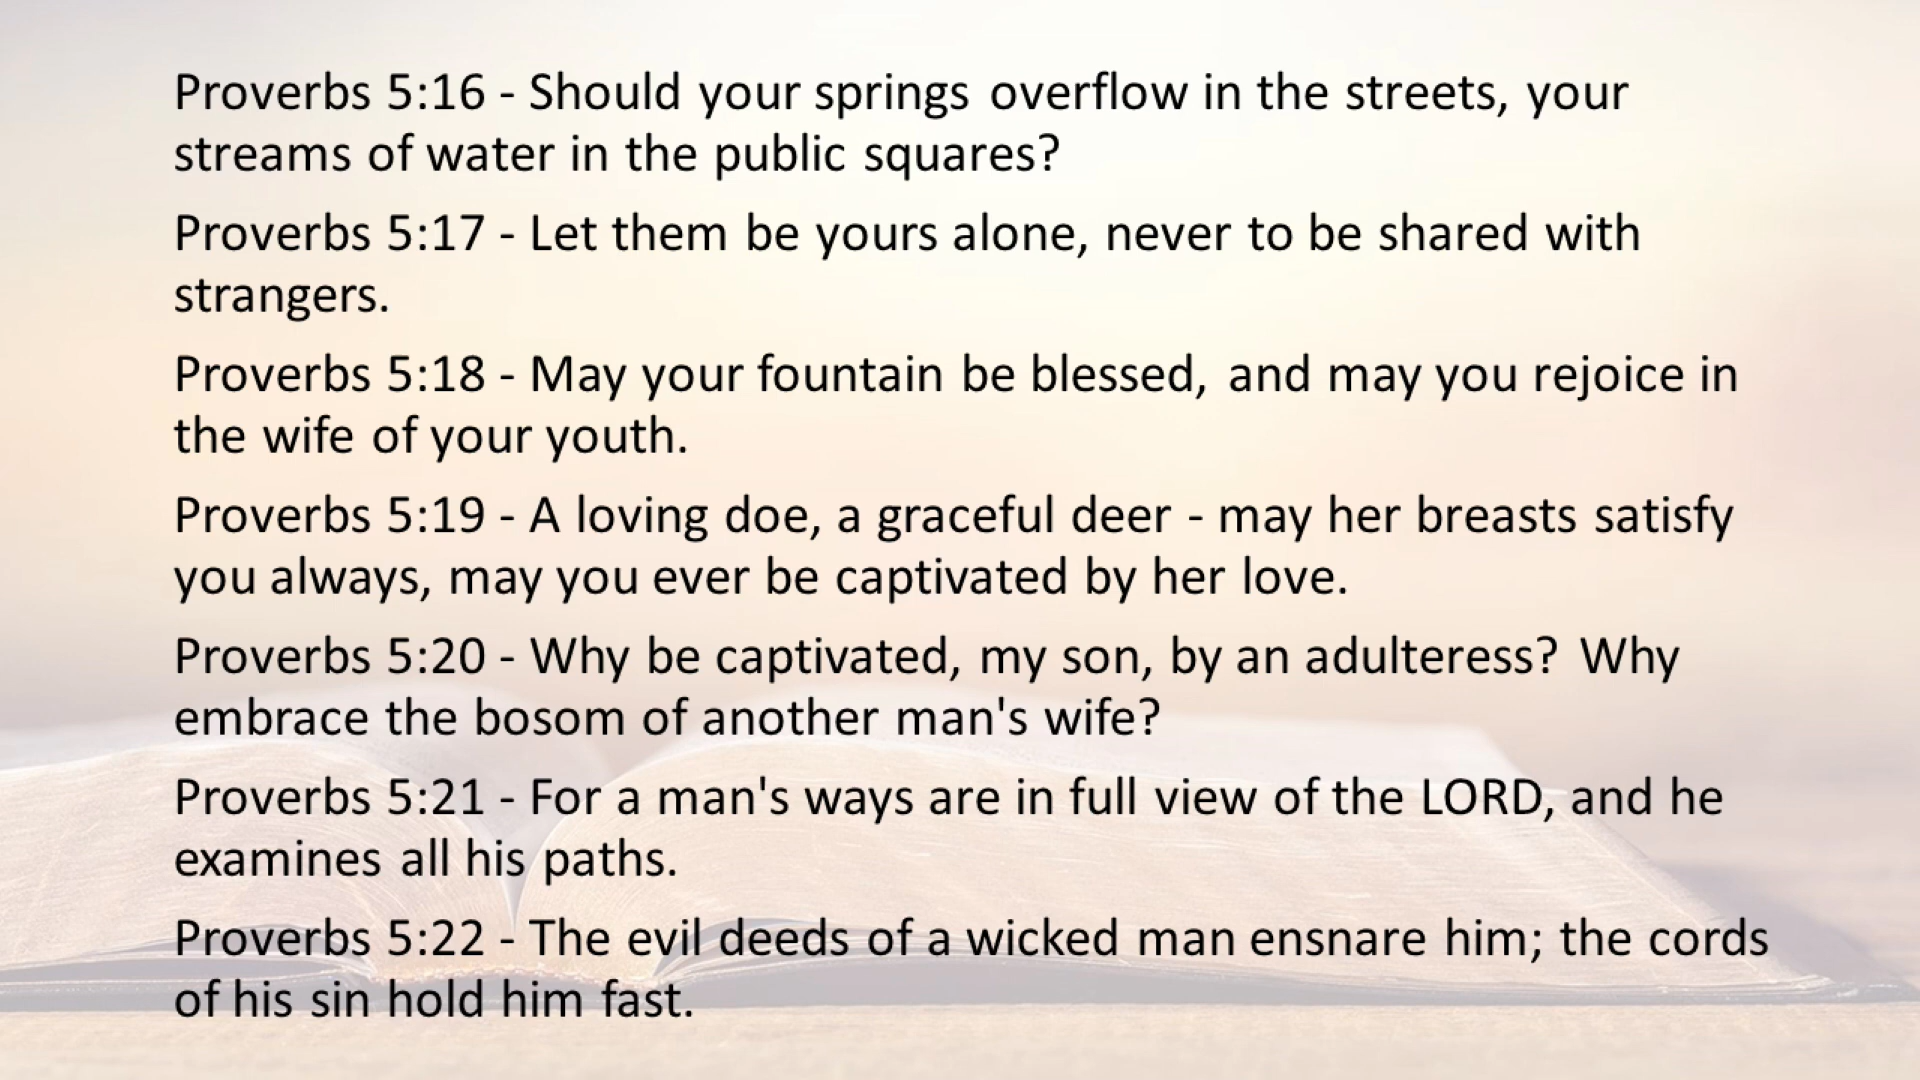 Proverbs 5:16 - Should your springs overflow in the streets, your
streams of water in the public squares?
Proverbs 5:17 - Let them be yours alone, never to be shared with
strangers.
Proverbs 5:18 - May your fountain be blessed, and may you rejoice in
the wife of your youth.
Proverbs 5:19 - A loving doe, a graceful deer - may her breasts satisfy
you always, may you ever be captivated by her love.
Proverbs 5:20 - Why be captivated, my son, by an adulteress? Why
embrace the bosom of another man's wife?
Proverbs 5:21 - For a man's ways are in full view of the LORD, and he
examines all his paths.
Proverbs 5:22 - The evil deeds of a wicked man ensnare him; the cords
of his sin hold him fast.